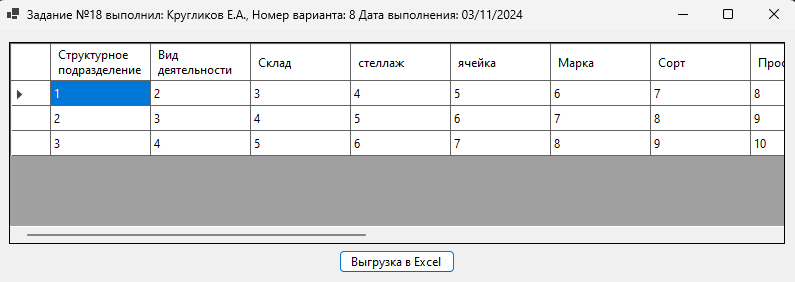 Задание №18 выполнил: Кругликов Е.А., Номер варианта: 8 Дата выполнения: 03/11/2024
Структурное подразделение Вид деятельности Склад стеллаж ячейка Марка Сорт Прос
1 2 3 4 5 6 7 8
2 3 4 5 6 7 8 9
3 4 5 6 7 8 9 10
Выгрузка в Excel